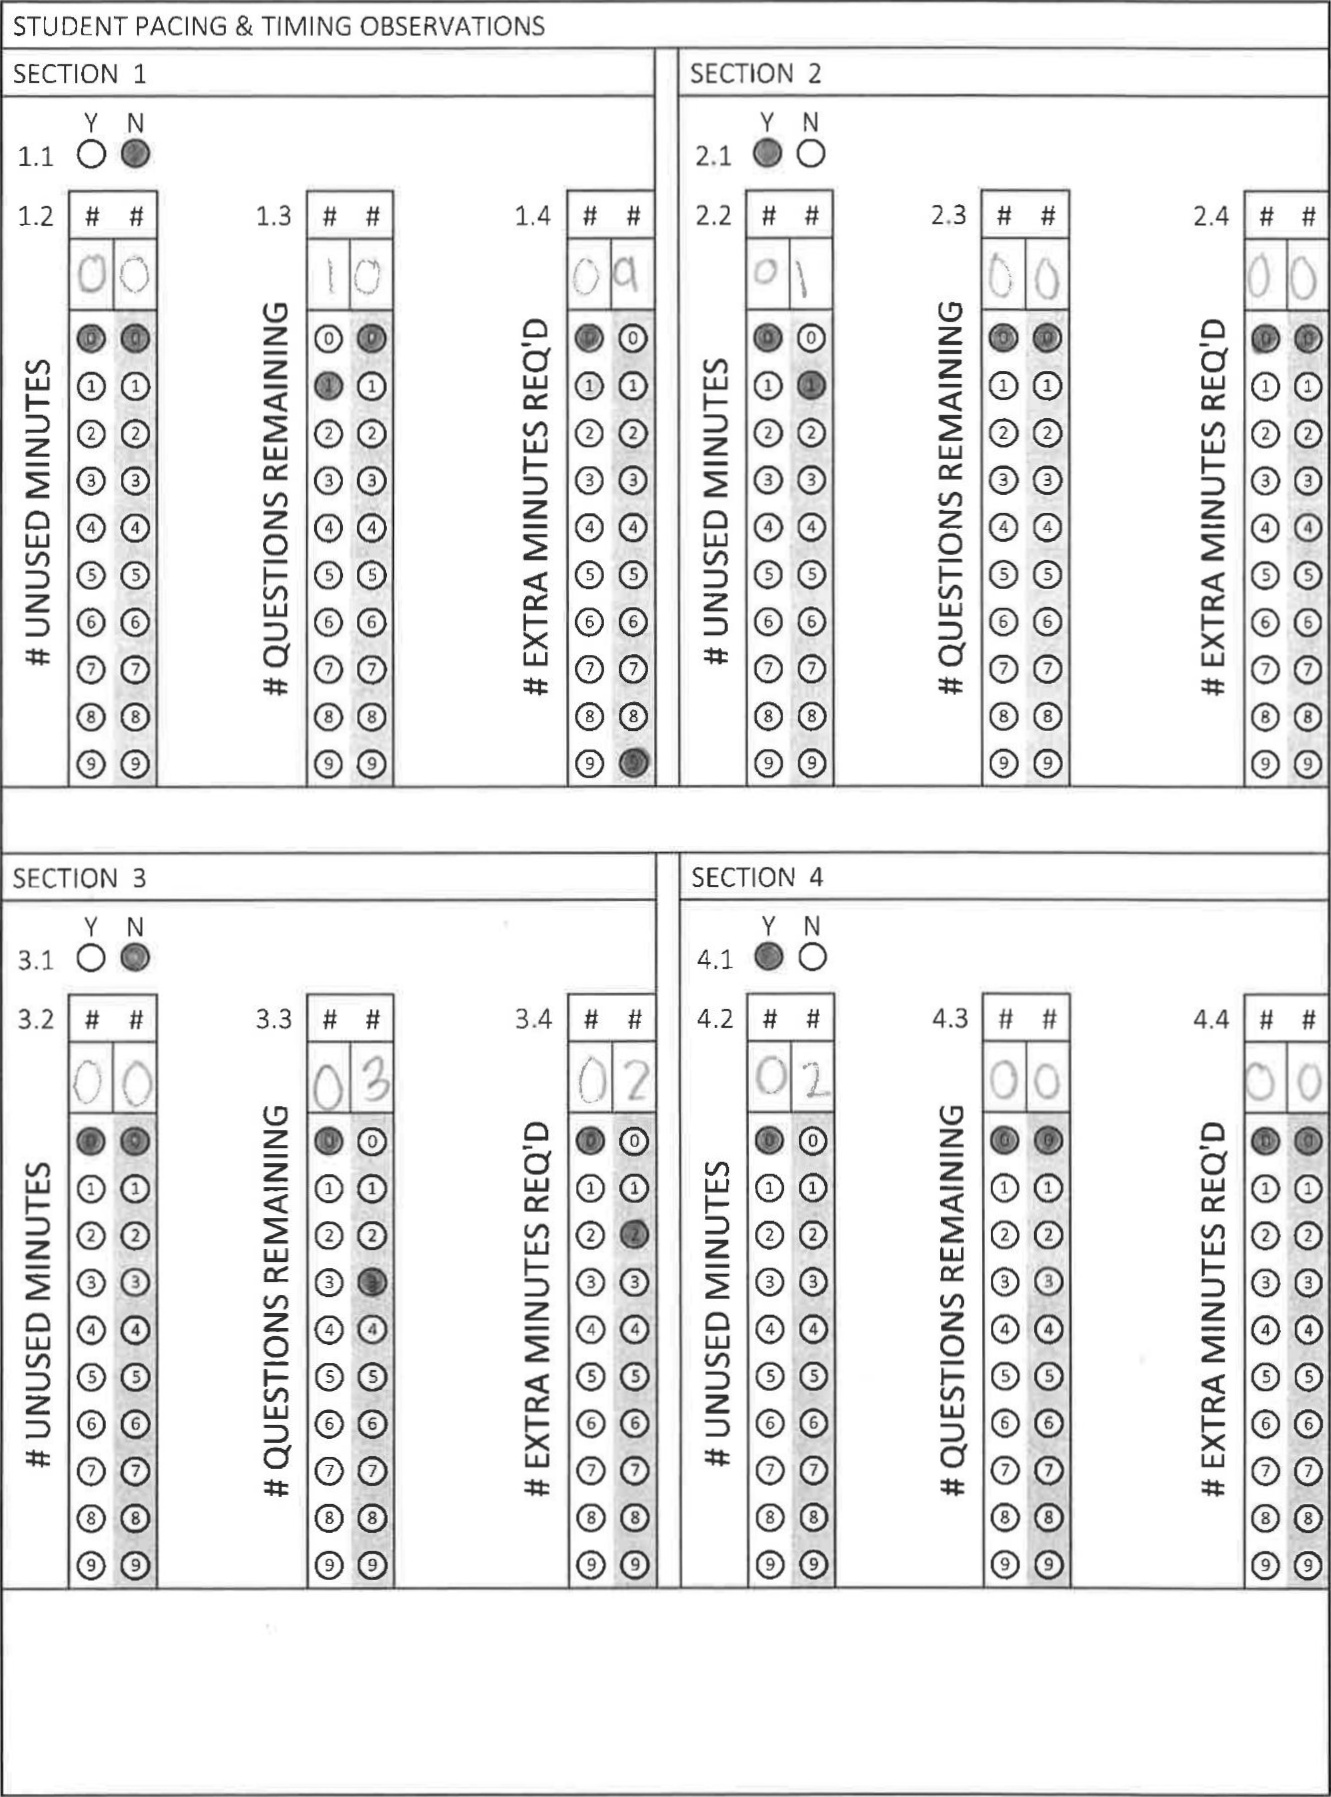 STUDENT PACING & TIMING OBSERVATIONS
SECTION 1
Y N
1.1
1.2 # # 1.3 # # 1.4 # #
0 0 1 0 0 9
# UNUSED MINUTES
# QUESTIONS REMAINING
# EXTRA MINUTES REQ'D
0 0 0 0 0 0
1 1 1 1 1 1
2 2 2 2 2 2
3 3 3 3 3 3
4 4 4 4 4 4
5 5 5 5 5 5
6 6 6 6 6 6
7 7 7 7 7 7
8 8 8 8 8 8
9 9 9 9 9 9
SECTION 2
Y N
2.1
2.2 # # 2.3 # # 2.4 # #
0 1 0 0 0 0
# UNUSED MINUTES
# QUESTIONS REMAINING
# EXTRA MINUTES REQ'D
0 0 0 0 0 0
1 1 1 1 1 1
2 2 2 2 2 2
3 3 3 3 3 3
4 4 4 4 4 4
5 5 5 5 5 5
6 6 6 6 6 6
7 7 7 7 7 7
8 8 8 8 8 8
9 9 9 9 9 9
SECTION 3
Y N
3.1
3.2 # # 3.3 # # 3.4 # #
0 0 0 3 0 2
# UNUSED MINUTES
# QUESTIONS REMAINING
# EXTRA MINUTES REQ'D
0 0 0 0 0 0
1 1 1 1 1 1
2 2 2 2 2 2
3 3 3 3 3 3
4 4 4 4 4 4
5 5 5 5 5 5
6 6 6 6 6 6
7 7 7 7 7 7
8 8 8 8 8 8
9 9 9 9 9 9
SECTION 4
Y N
4.1
4.2 # # 4.3 # # 4.4 # #
0 2 0 0 0 0
# UNUSED MINUTES
# QUESTIONS REMAINING
# EXTRA MINUTES REQ'D
0 0 0 0 0 0
1 1 1 1 1 1
2 2 2 2 2 2
3 3 3 3 3 3
4 4 4 4 4 4
5 5 5 5 5 5
6 6 6 6 6 6
7 7 7 7 7 7
8 8 8 8 8 8
9 9 9 9 9 9